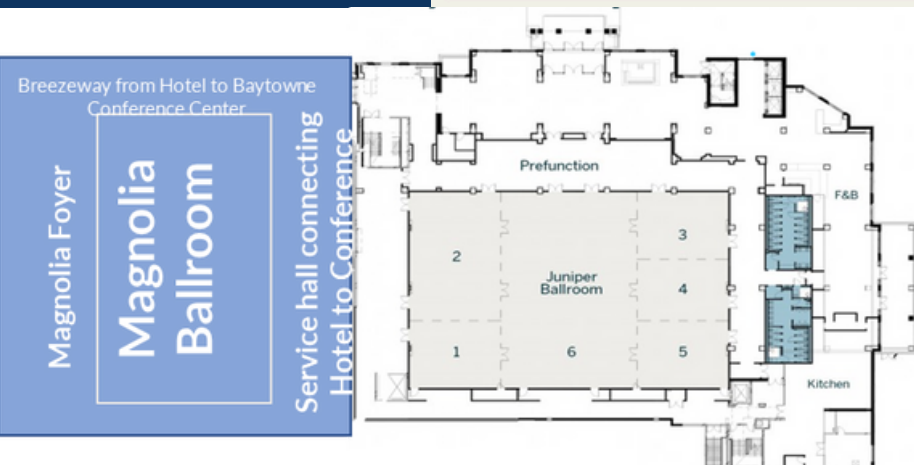 Breezeway from Hotel to Baytowne
Conference Center
Magnolia Foyer
Magnolia
Ballroom
Service hall connecting
Hotel to Conference
Prefunction
F&B
2
3
Juniper
Ballroom
4
1
6
5
Kitchen